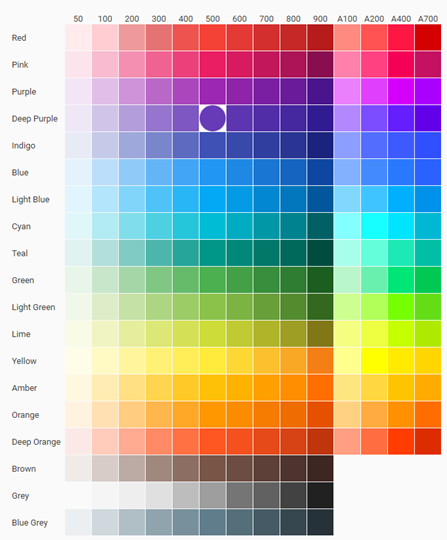 50 100 200 300 400 500 600 700 800 900 A100 A200 A400 A700
Red
Pink
Purple
Deep Purple
Indigo
Blue
Light Blue
Cyan
Teal
Green
Light Green
Lime
Yellow
Amber
Orange
Deep Orange
Brown
Grey
Blue Grey